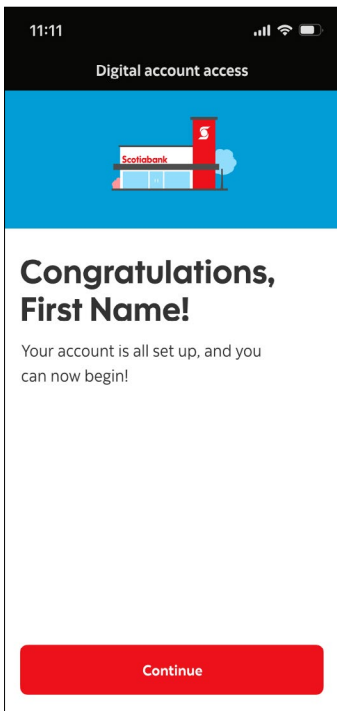 11:11
Digital account access
Scotiabank
Congratulations,
First Name!
Your account is all set up, and you
can now begin!
Continue